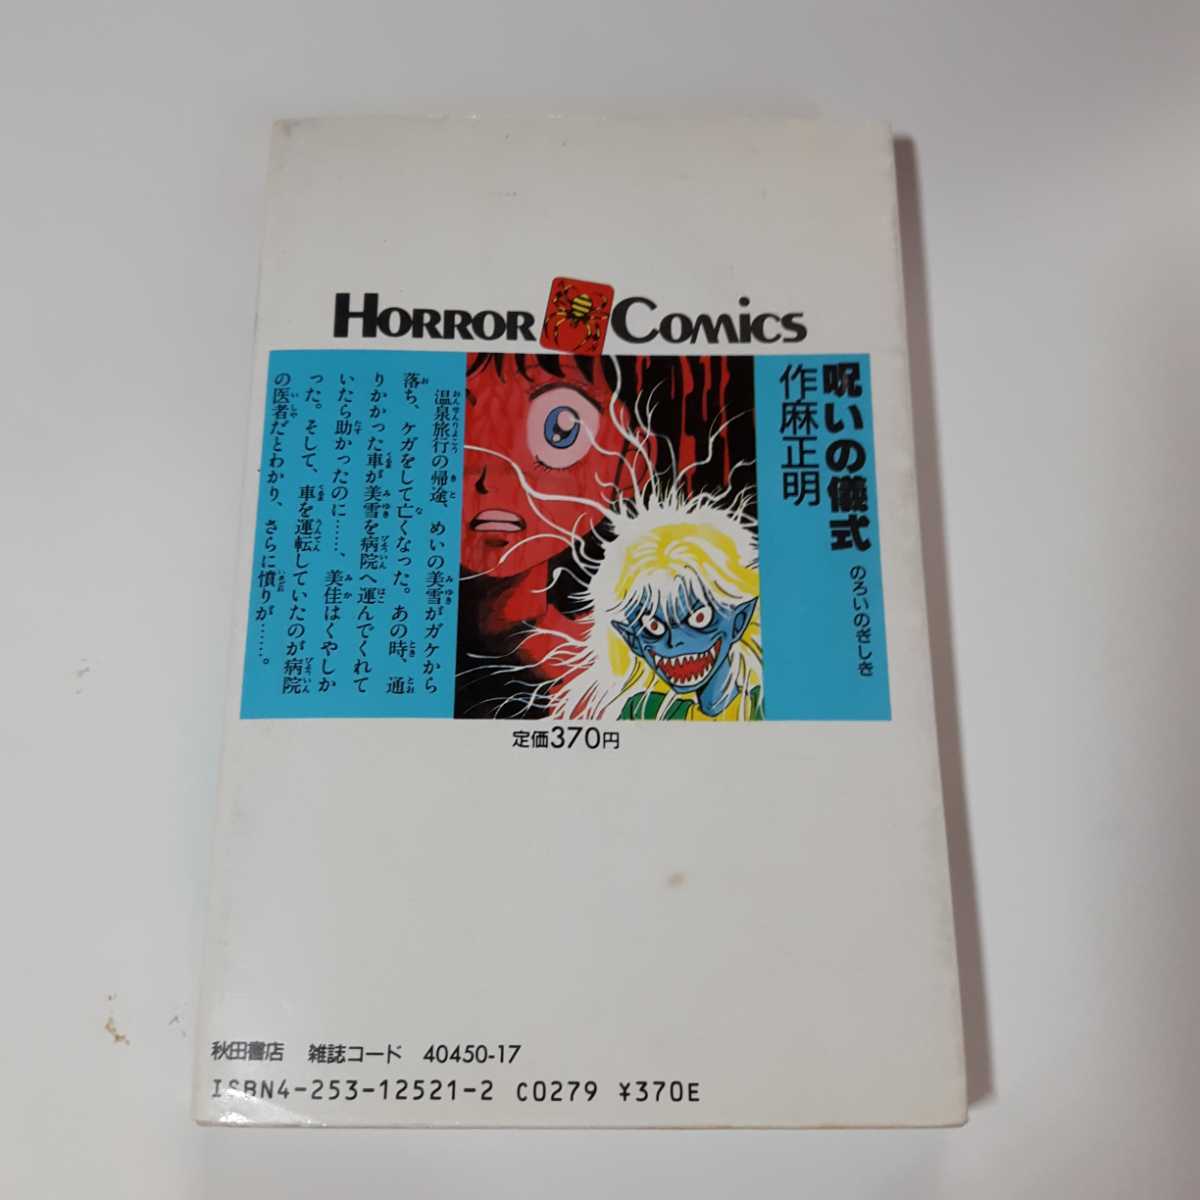 HORROR COMICS
呪いの儀式 のろいのぎしき
作麻正明
温泉旅行の帰途、めいの美雪がガケから
落ち、ケガをして亡くなった。あの時、通
りかかった車が美雪を病院へ運んでくれて
いたら助かったのに……、美佳はくやしか
った。そして、車を運転していたのが病院
の医者だとわかり、さらに憤りが……。
定価370円
秋田書店 雑誌コード 40450-17
ISBN4-253-12521-2 C0279 ¥370E